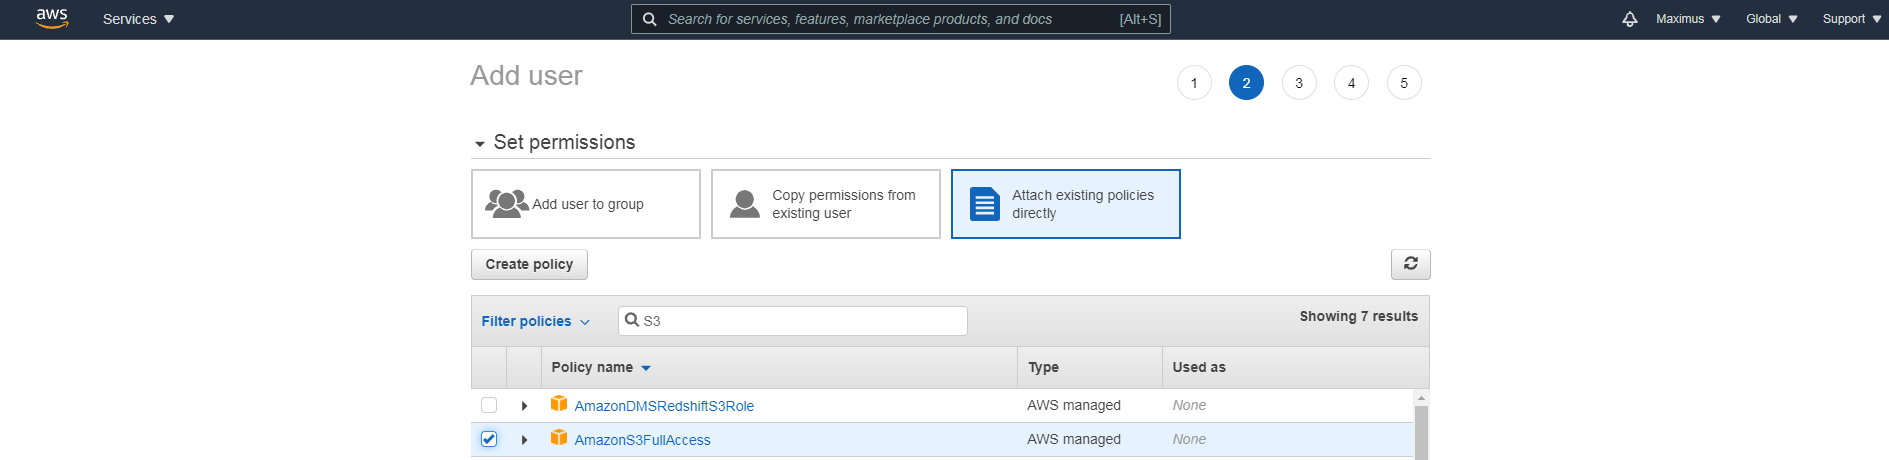 aws Services Search for services, features, marketplace products, and docs [Alt+S] Maximus Global Support
Add user 1 2 3 4 5
Set permissions
Add user to group
Copy permissions from
existing user
Attach existing policies
directly
Create policy
Filter policies S3 Showing 7 results
Policy name Type Used as
AmazonDMSRedshiftS3Role AWS managed None
AmazonS3FullAccess AWS managed None